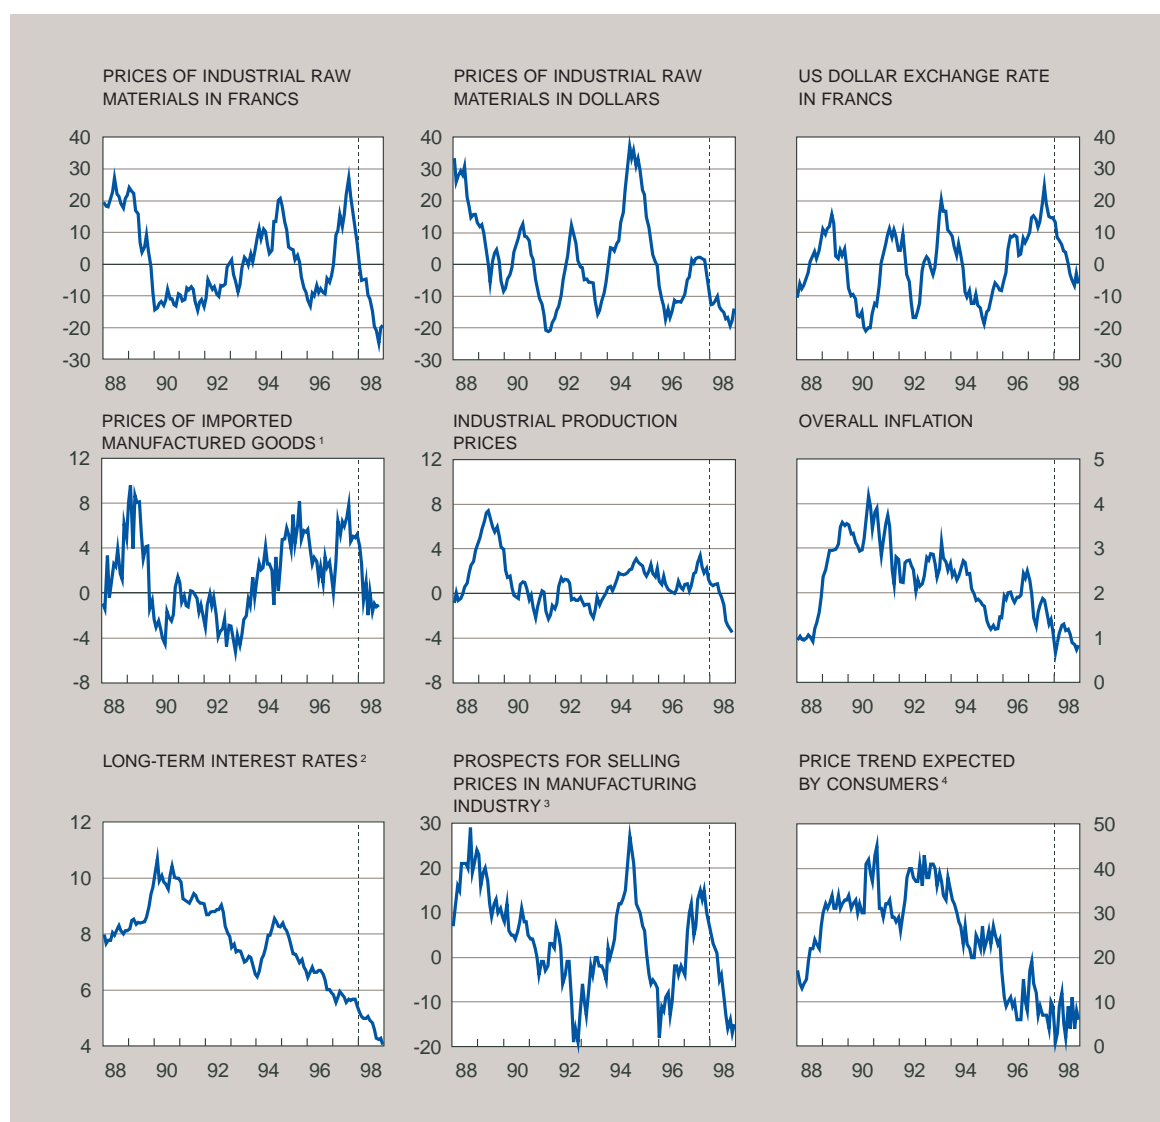 PRICES OF INDUSTRIAL RAW
MATERIALS IN FRANCS
40
30
20
10
0
-10
-20
-30
88 90 92 94 96 98
PRICES OF INDUSTRIAL RAW
MATERIALS IN DOLLARS
40
30
20
10
0
-10
-20
-30
88 90 92 94 96 98
US DOLLAR EXCHANGE RATE
IN FRANCS
40
30
20
10
0
-10
-20
-30
88 90 92 94 96 98
PRICES OF IMPORTED
MANUFACTURED GOODS 1
12
8
4
0
-4
-8
88 90 92 94 96 98
INDUSTRIAL PRODUCTION
PRICES
12
8
4
0
-4
-8
88 90 92 94 96 98
OVERALL INFLATION
5
4
3
2
1
0
88 90 92 94 96 98
LONG-TERM INTEREST RATES 2
12
10
8
6
4
88 90 92 94 96 98
PROSPECTS FOR SELLING
PRICES IN MANUFACTURING
INDUSTRY 3
30
20
10
0
-10
-20
88 90 92 94 96 98
PRICE TREND EXPECTED
BY CONSUMERS 4
50
40
30
20
10
0
88 90 92 94 96 98